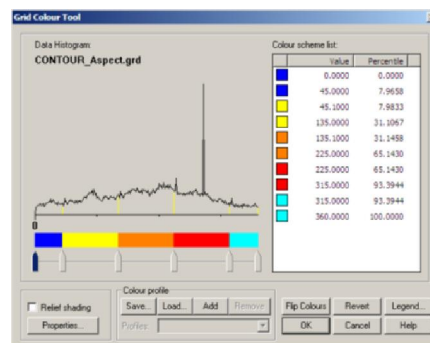 Grid Colour Tool
Data Histogram:
CONTOUR_Aspect.grd
0
Colour scheme list:
Value Percentile
0.0000 0.0000
45.0000 7.9658
45.1000 7.9833
135.0000 31.1067
135.1000 31.1458
225.0000 65.1430
225.0000 65.1430
315.0000 93.3944
315.0000 93.3944
360.0000 100.0000
Relief shading
Properties...
Colour profile
Save... Load... Add Remove
Profiles:
Flip Colours Revert Legend...
OK Cancel Help